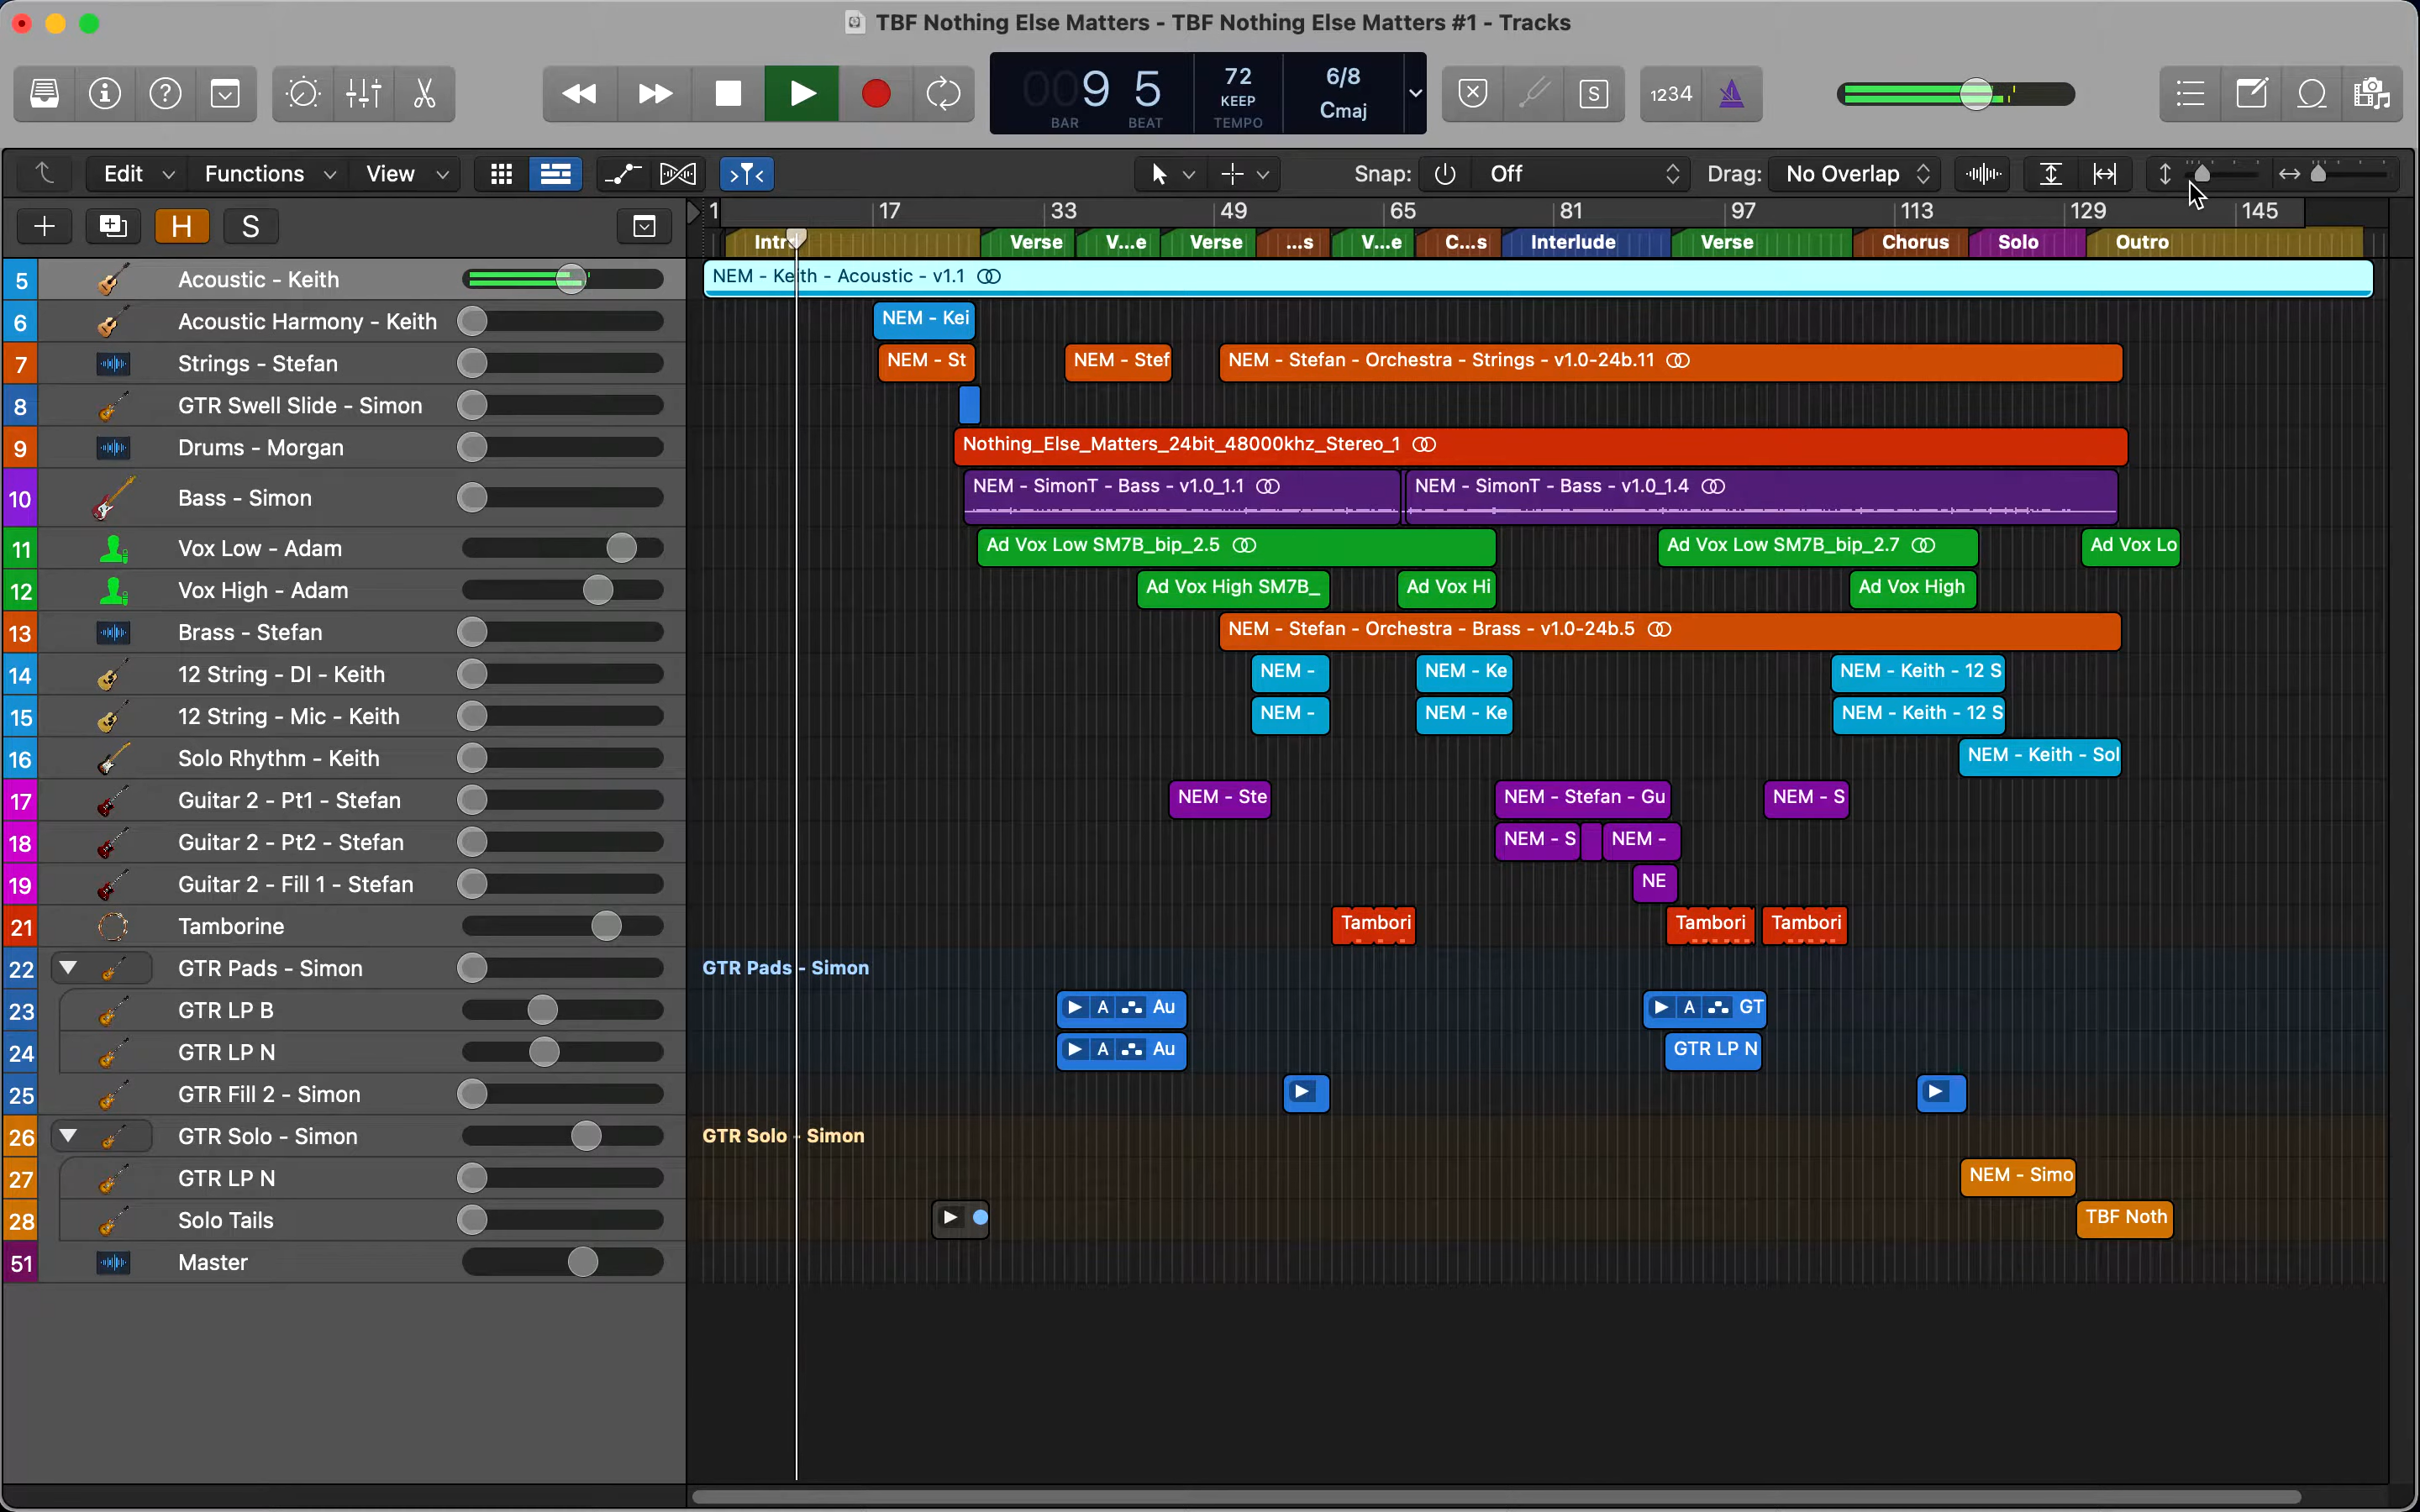 TBF Nothing Else Matters - TBF Nothing Else Matters #1 - Tracks
009 5 72 KEEP 6/8 Cmaj
BAR BEAT TEMPO
S 1234
Edit Functions View Snap: Off Drag: No Overlap
H S
1 17 33 49 65 81 97 113 129 145
Intr Verse V...e Verse ...s V...e C...s Interlude Verse Chorus Solo Outro
5 Acoustic - Keith NEM - Keith - Acoustic - v1.1
6 Acoustic Harmony - Keith NEM - Kei
7 Strings - Stefan NEM - St NEM - Stef NEM - Stefan - Orchestra - Strings - v1.0-24b.11
8 GTR Swell Slide - Simon
9 Drums - Morgan Nothing_Else_Matters_24bit_48000khz_Stereo_1
10 Bass - Simon NEM - SimonT - Bass - v1.0_1.1 NEM - SimonT - Bass - v1.0_1.4
11 Vox Low - Adam Ad Vox Low SM7B_bip_2.5 Ad Vox Low SM7B_bip_2.7 Ad Vox Lo
12 Vox High - Adam Ad Vox High SM7B_ Ad Vox Hi Ad Vox High
13 Brass - Stefan NEM - Stefan - Orchestra - Brass - v1.0-24b.5
14 12 String - DI - Keith NEM - NEM - Ke NEM - Keith - 12 S
15 12 String - Mic - Keith NEM - NEM - Ke NEM - Keith - 12 S
16 Solo Rhythm - Keith NEM - Keith - Sol
17 Guitar 2 - Pt1 - Stefan NEM - Ste NEM - Stefan - Gu NEM - S
18 Guitar 2 - Pt2 - Stefan NEM - S NEM -
19 Guitar 2 - Fill 1 - Stefan NE
21 Tamborine Tambori Tambori Tambori
22 GTR Pads - Simon GTR Pads - Simon
23 GTR LP B A Au A GT
24 GTR LP N A Au GTR LP N
25 GTR Fill 2 - Simon
26 GTR Solo - Simon GTR Solo - Simon
27 GTR LP N NEM - Simo
28 Solo Tails TBF Noth
51 Master